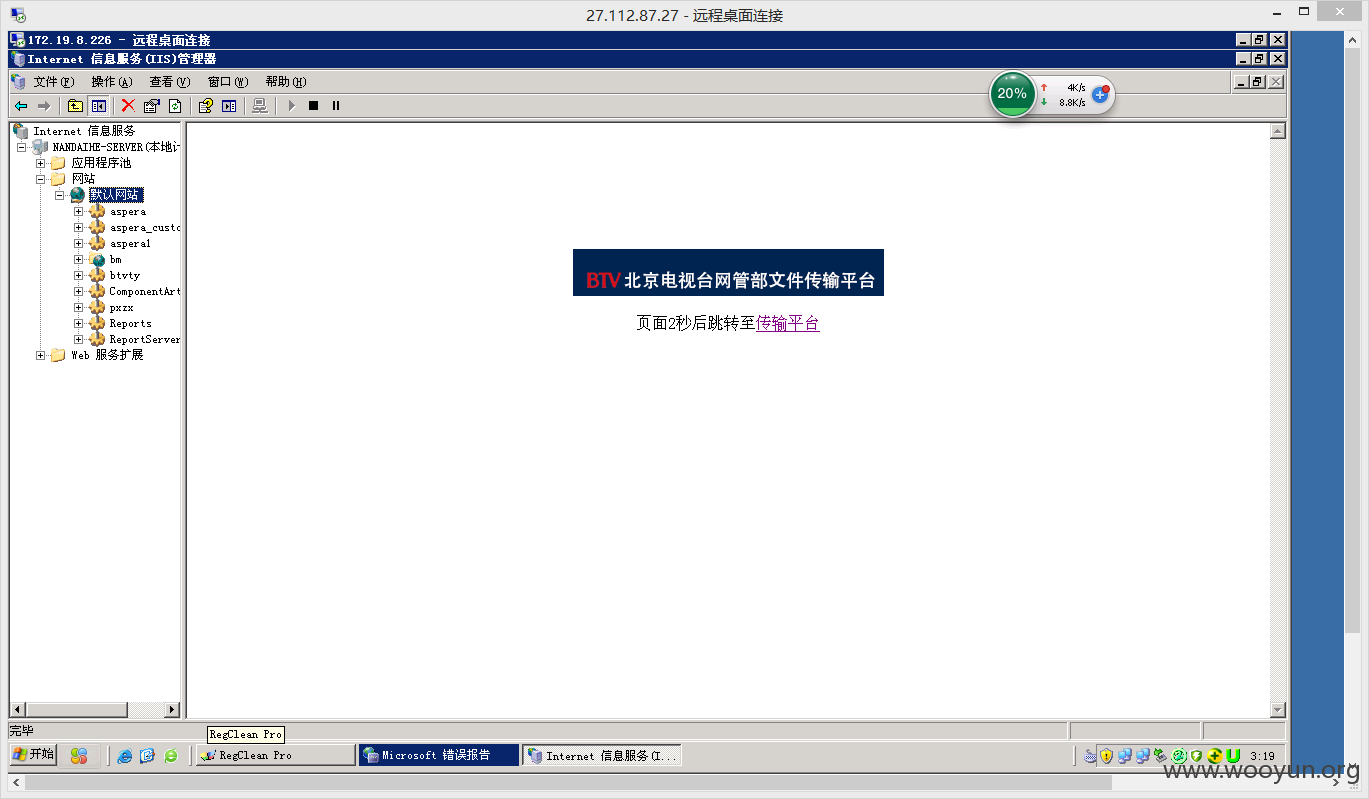 27.112.87.27 - 远程桌面连接
172.19.8.226 - 远程桌面连接
Internet 信息服务(IIS)管理器
文件(F) 操作(A) 查看(V) 窗口(W) 帮助(H)
20%
4K/s
8.8K/s
Internet 信息服务
NANDAIHE-SERVER(本地计
应用程序池
网站
默认网站
aspera
aspera_custo
aspera1
bm
btvty
ComponentArt
pxzx
Reports
ReportServer
Web 服务扩展
BTV 北京电视台网管部文件传输平台
页面2秒后跳转至传输平台
完毕
RegClean Pro
开始 RegClean Pro Microsoft 错误报告 Internet 信息服务(I... 3:19
www.wooyun.org